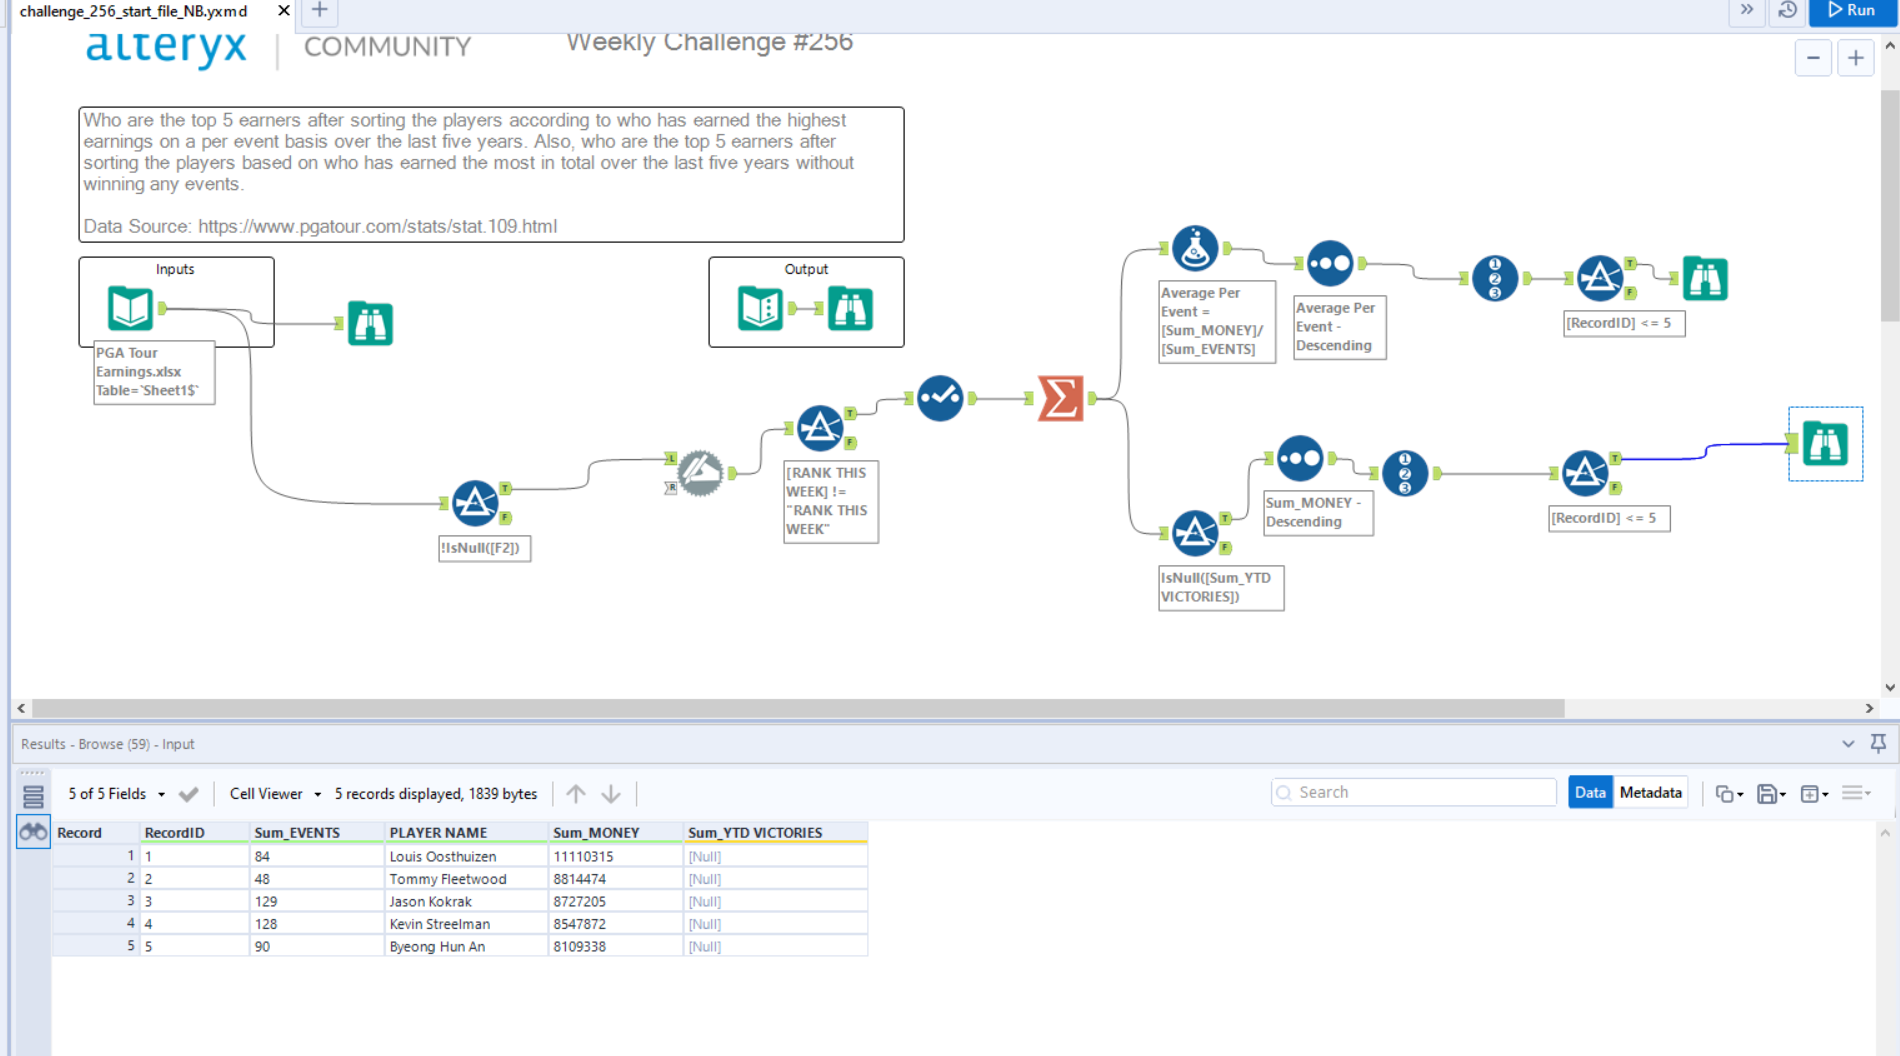 challenge_256_start_file_NB.yxmd
Run
alteryx
COMMUNITY
Weekly Challenge #256
Who are the top 5 earners after sorting the players according to who has earned the highest
earnings on a per event basis over the last five years. Also, who are the top 5 earners after
sorting the players based on who has earned the most in total over the last five years without
winning any events.
Data Source: https://www.pgatour.com/stats/stat.109.html
Inputs
PGA Tour
Earnings.xlsx
Table=`Sheet1$`
Output
!IsNull([F2])
T
F
L
R
[RANK THIS
WEEK] !=
"RANK THIS
WEEK"
T
F
Average Per
Event =
[Sum_MONEY]/
[Sum_EVENTS]
Average Per
Event -
Descending
1
2
3
T
F
[RecordID] <= 5
IsNull([Sum_YTD
VICTORIES])
T
F
Sum_MONEY -
Descending
1
2
3
T
F
[RecordID] <= 5
Results - Browse (59) - Input
5 of 5 Fields Cell Viewer 5 records displayed, 1839 bytes Search Data Metadata
Record RecordID Sum_EVENTS PLAYER NAME Sum_MONEY Sum_YTD VICTORIES
1 1 84 Louis Oosthuizen 11110315 [Null]
2 2 48 Tommy Fleetwood 8814474 [Null]
3 3 129 Jason Kokrak 8727205 [Null]
4 4 128 Kevin Streelman 8547872 [Null]
5 5 90 Byeong Hun An 8109338 [Null]